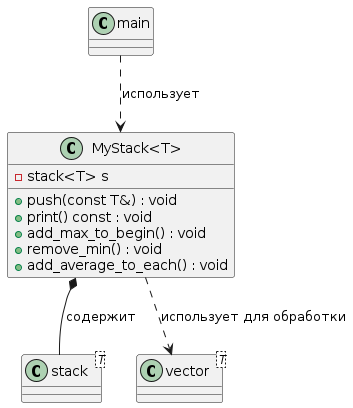 C main
использует
C MyStack<T>
stack<T> s
push(const T&) : void
print() const : void
add_max_to_begin() : void
remove_min() : void
add_average_to_each() : void
содержит
использует для обработки
C stack T
C vector T